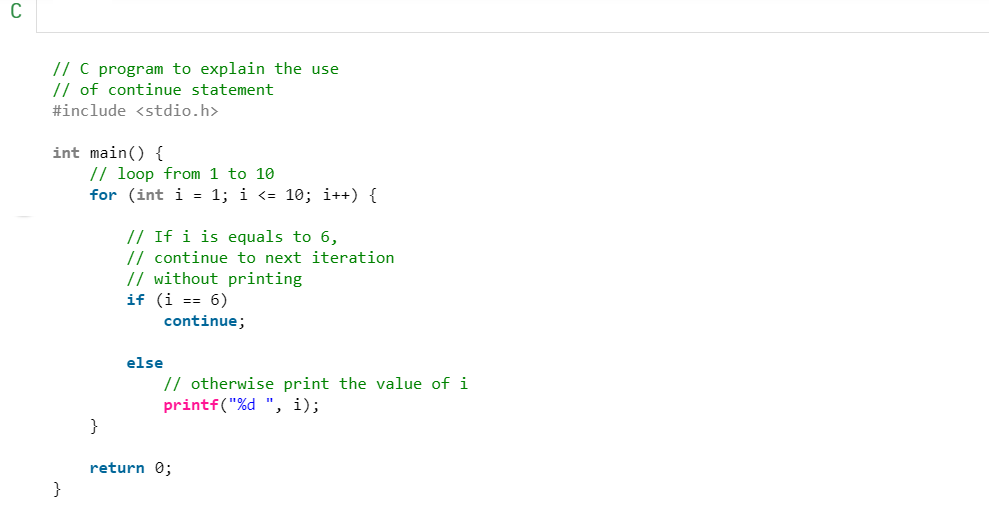 C
// C program to explain the use
// of continue statement
#include <stdio.h>
int main() {
// loop from 1 to 10
for (int i = 1; i <= 10; i++) {
// If i is equals to 6,
// continue to next iteration
// without printing
if (i == 6)
continue;
else
// otherwise print the value of i
printf("%d ", i);
}
return 0;
}